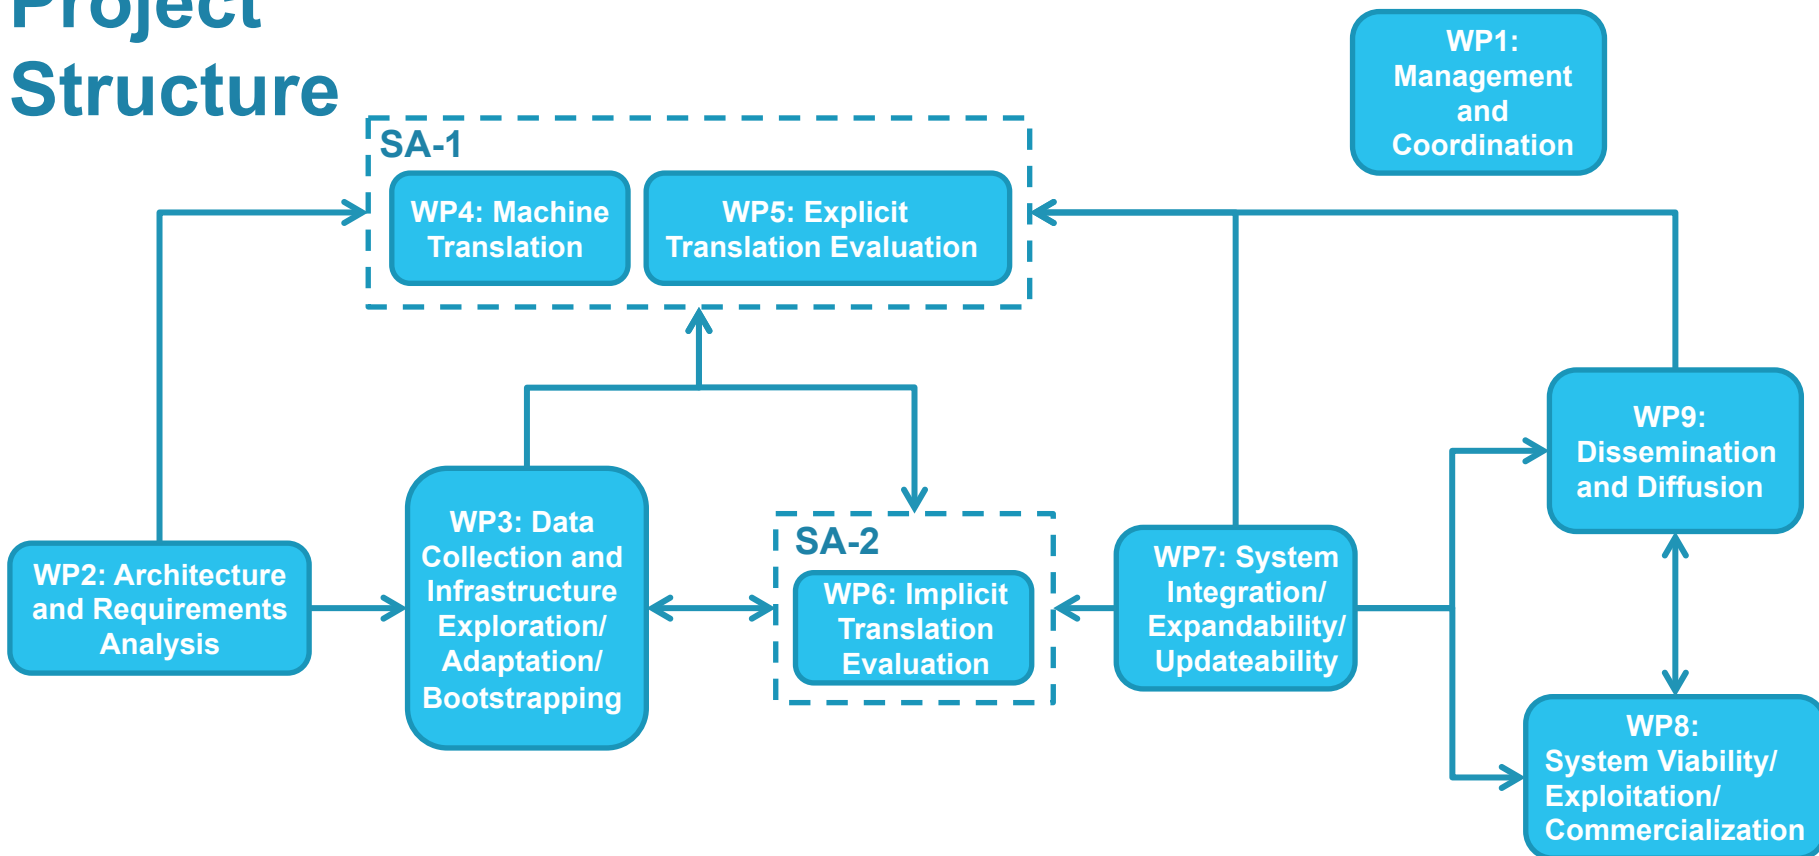 Project
Structure
WP1:
Management
and
Coordination
SA-1
WP4: Machine
Translation
WP5: Explicit
Translation Evaluation
WP9:
Dissemination
and Diffusion
WP3: Data
Collection and
Infrastructure
Exploration/
Adaptation/
Bootstrapping
WP2: Architecture
and Requirements
Analysis
SA-2
WP6: Implicit
Translation
Evaluation
WP7: System
Integration/
Expandability/
Updateability
WP8:
System Viability/
Exploitation/
Commercialization